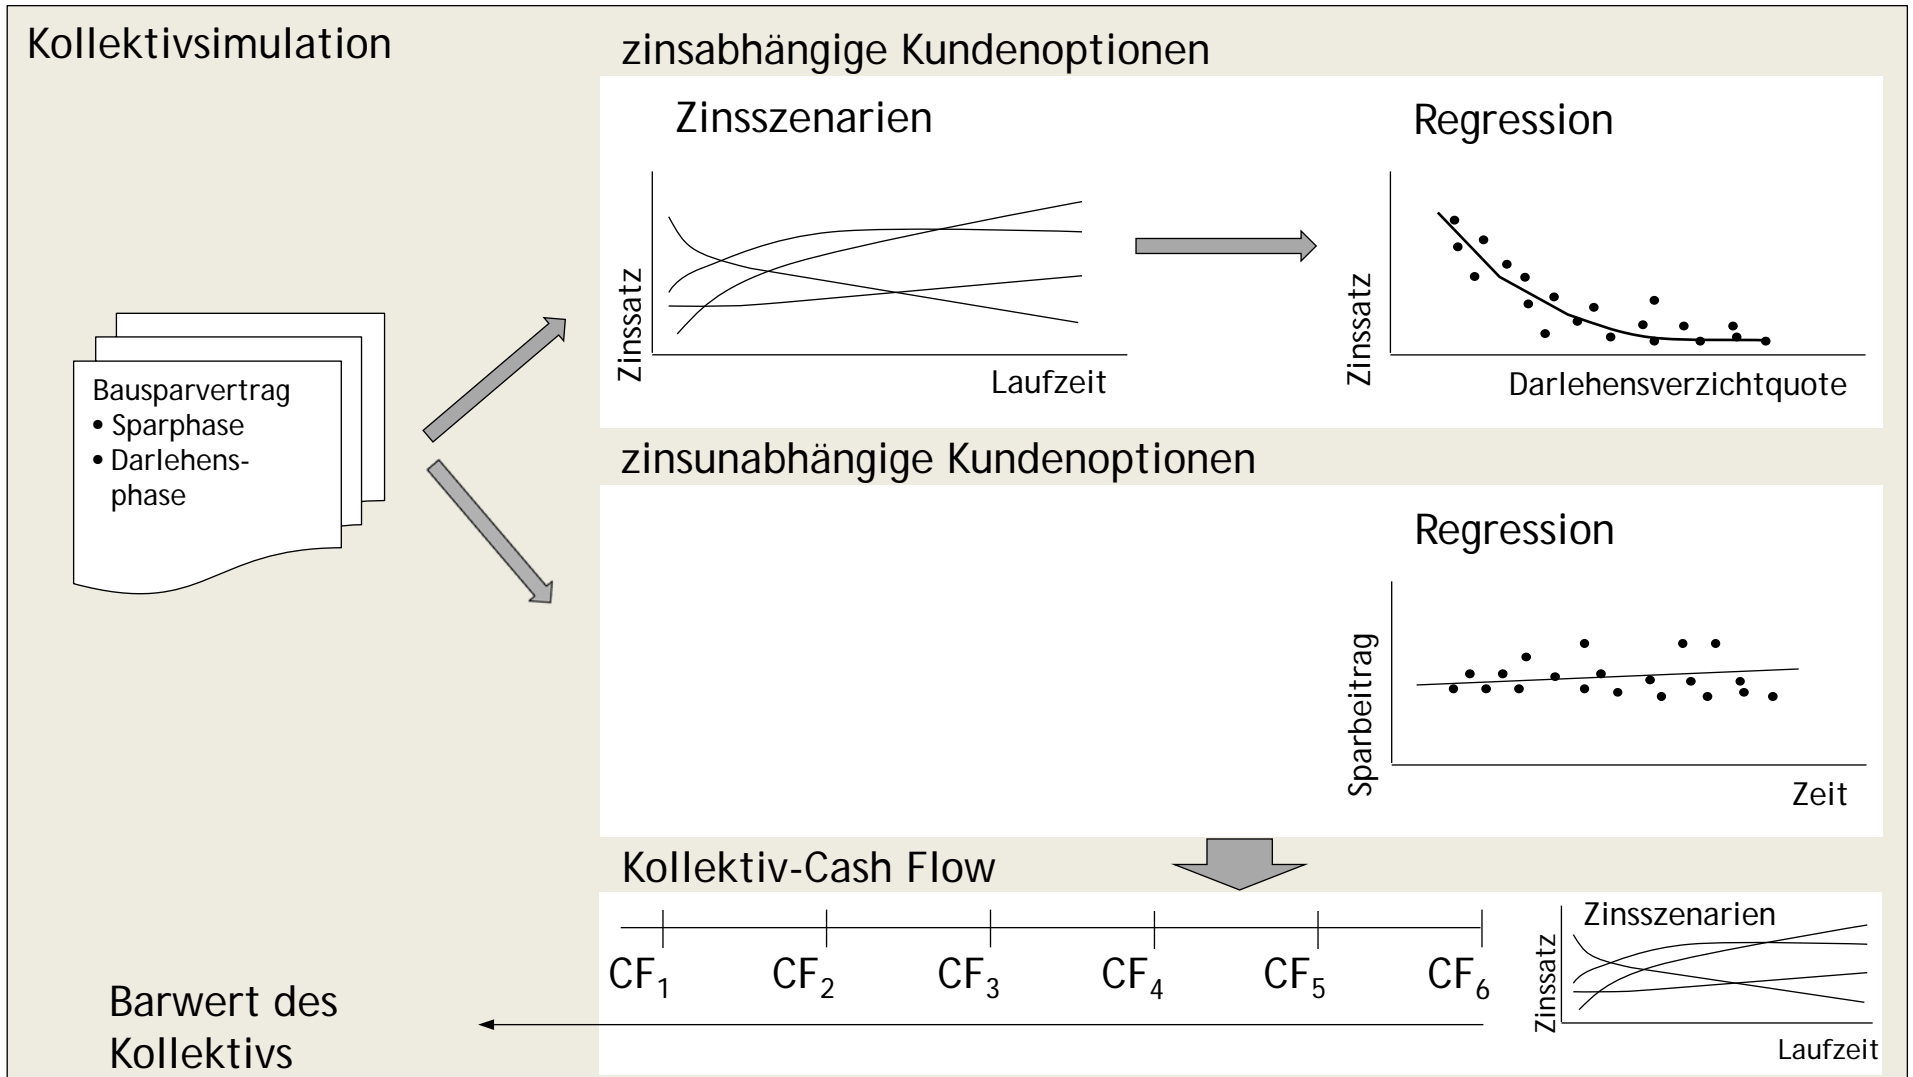 Kollektivsimulation
zinsabhängige Kundenoptionen
Zinsszenarien
Regression
Zinssatz
Laufzeit
Zinssatz
Darlehensverzichtquote
Bausparvertrag
• Sparphase
• Darlehens-
phase
zinsunabhängige Kundenoptionen
Regression
Sparbeitrag
Zeit
Kollektiv-Cash Flow
CF1 CF2 CF3 CF4 CF5 CF6
Zinsszenarien
Zinssatz
Laufzeit
Barwert des
Kollektivs